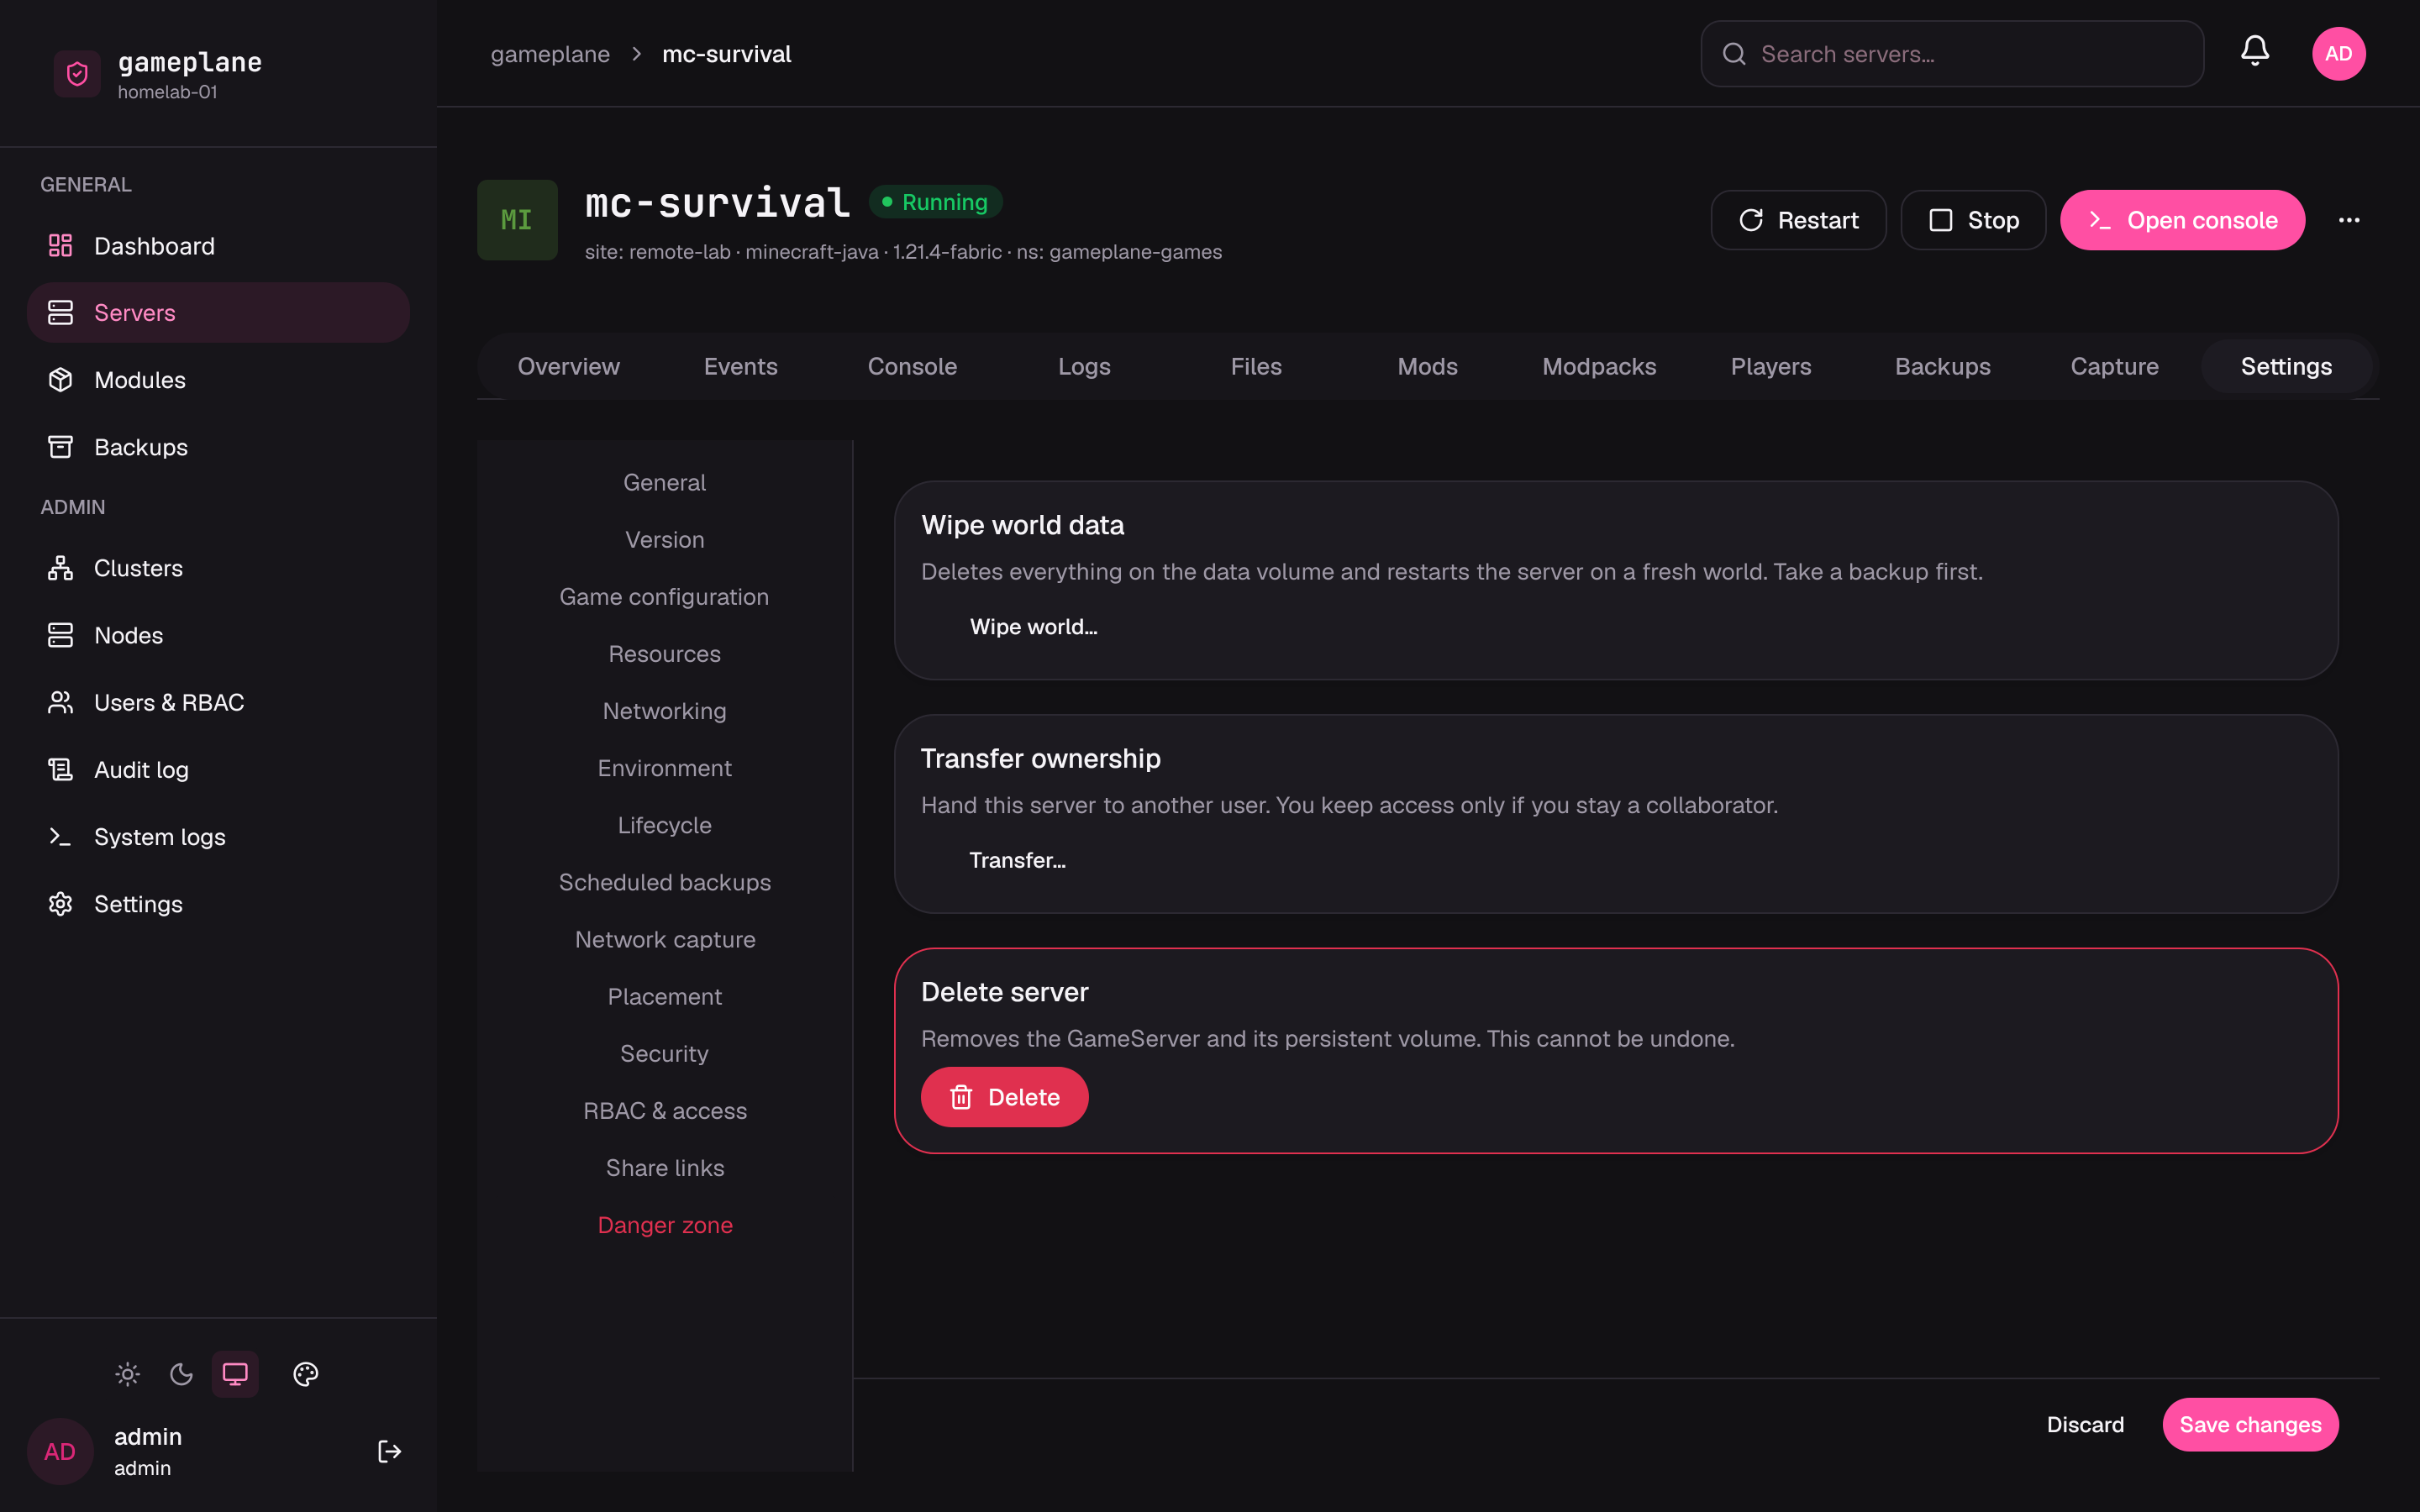 gameplane
homelab-01
GENERAL
Dashboard
Servers
Modules
Backups
ADMIN
Clusters
Nodes
Users & RBAC
Audit log
System logs
Settings
AD
admin
admin
gameplane
mc-survival
Search servers…
AD
MI
mc-survival
Running
site: remote-lab · minecraft-java · 1.21.4-fabric · ns: gameplane-games
Restart
Stop
Open console
Overview
Events
Console
Logs
Files
Mods
Modpacks
Players
Backups
Capture
Settings
General
Version
Game configuration
Resources
Networking
Environment
Lifecycle
Scheduled backups
Network capture
Placement
Security
RBAC & access
Share links
Danger zone
Wipe world data
Deletes everything on the data volume and restarts the server on a fresh world. Take a backup first.
Wipe world…
Transfer ownership
Hand this server to another user. You keep access only if you stay a collaborator.
Transfer…
Delete server
Removes the GameServer and its persistent volume. This cannot be undone.
Delete
Discard
Save changes